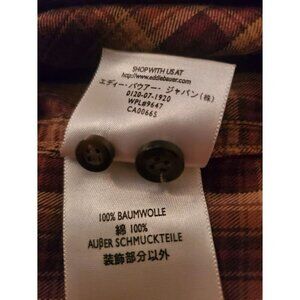 SHOP WITH US AT
http://www.eddiebauer.com
エディー・バウアー・ジャパン(株)
0120-07-1920
WPL#9647
CA00665
100% BAUMWOLLE
綿 100%
AUβER SCHMUCKTEILE
装飾部分以外